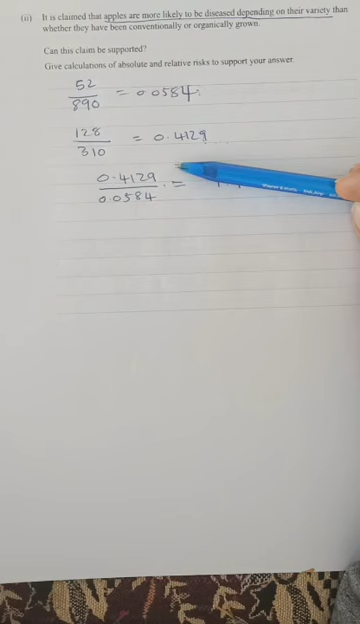 (ii) It is claimed that apples are more likely to be diseased depending on their variety than
whether they have been conventionally or organically grown.
Can this claim be supported?
Give calculations of absolute and relative risks to support your answer.
52/890 = 0.0584
128/310 = 0.4129
0.4129/0.0584 =